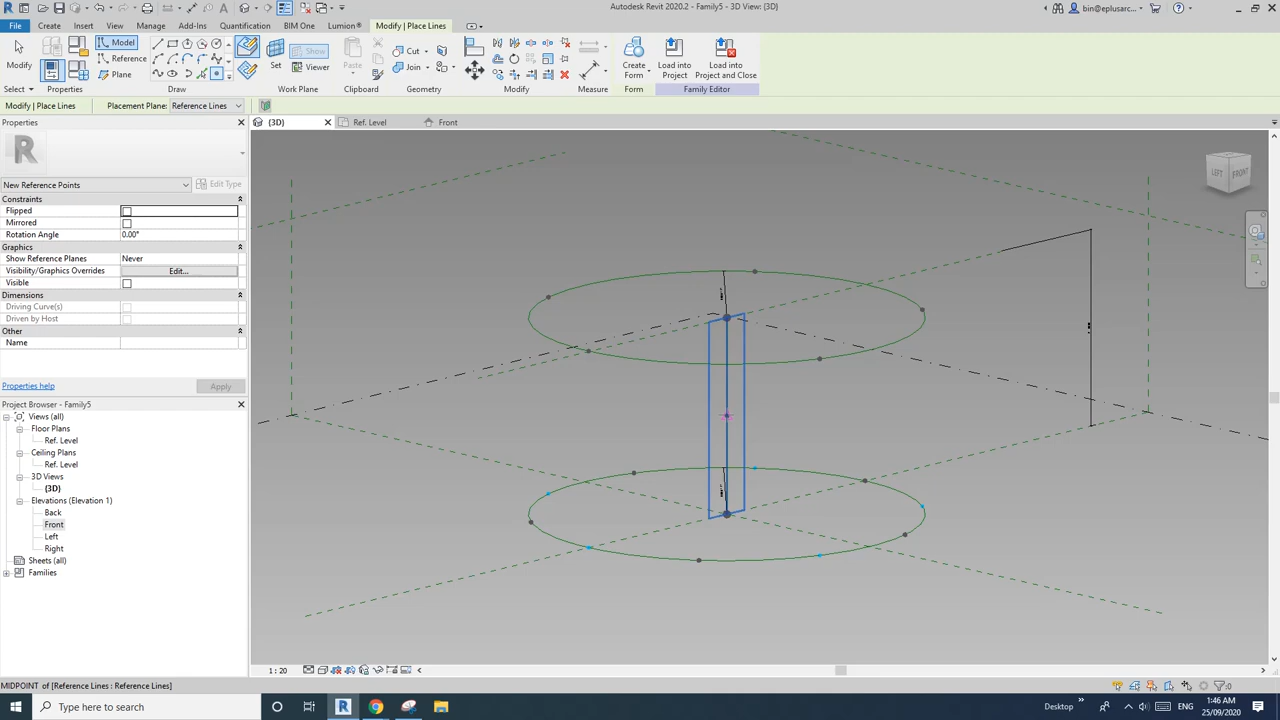 Autodesk Revit 2020.2 - Family5 - 3D View: {3D}
bin@eplusarc...
File Create Insert View Manage Add-Ins Quantification BIM One Lumion® Modify | Place Lines
Modify
Paste
Model
Reference
Plane
Set
Show
Viewer
Cut
Join
Create Form
Load into Project
Load into Project and Close
Select Properties Draw Work Plane Clipboard Geometry Modify Measure Form Family Editor
Modify | Place Lines Placement Plane: Reference Lines
Properties
{3D} Ref. Level Front
New Reference Points Edit Type
Constraints
Flipped
Mirrored
Rotation Angle 0.00°
Graphics
Show Reference Planes Never
Visibility/Graphics Overrides Edit...
Visible
Dimensions
Driving Curve(s)
Driven by Host
Other
Name
Properties help Apply
Project Browser - Family5
Views (all)
Floor Plans
Ref. Level
Ceiling Plans
Ref. Level
3D Views
{3D}
Elevations (Elevation 1)
Back
Front
Left
Right
Sheets (all)
Families
LEFT FRONT
1 : 20
MIDPOINT of [Reference Lines : Reference Lines]
:0
Type here to search
Desktop
ENG
1:46 AM
25/09/2020